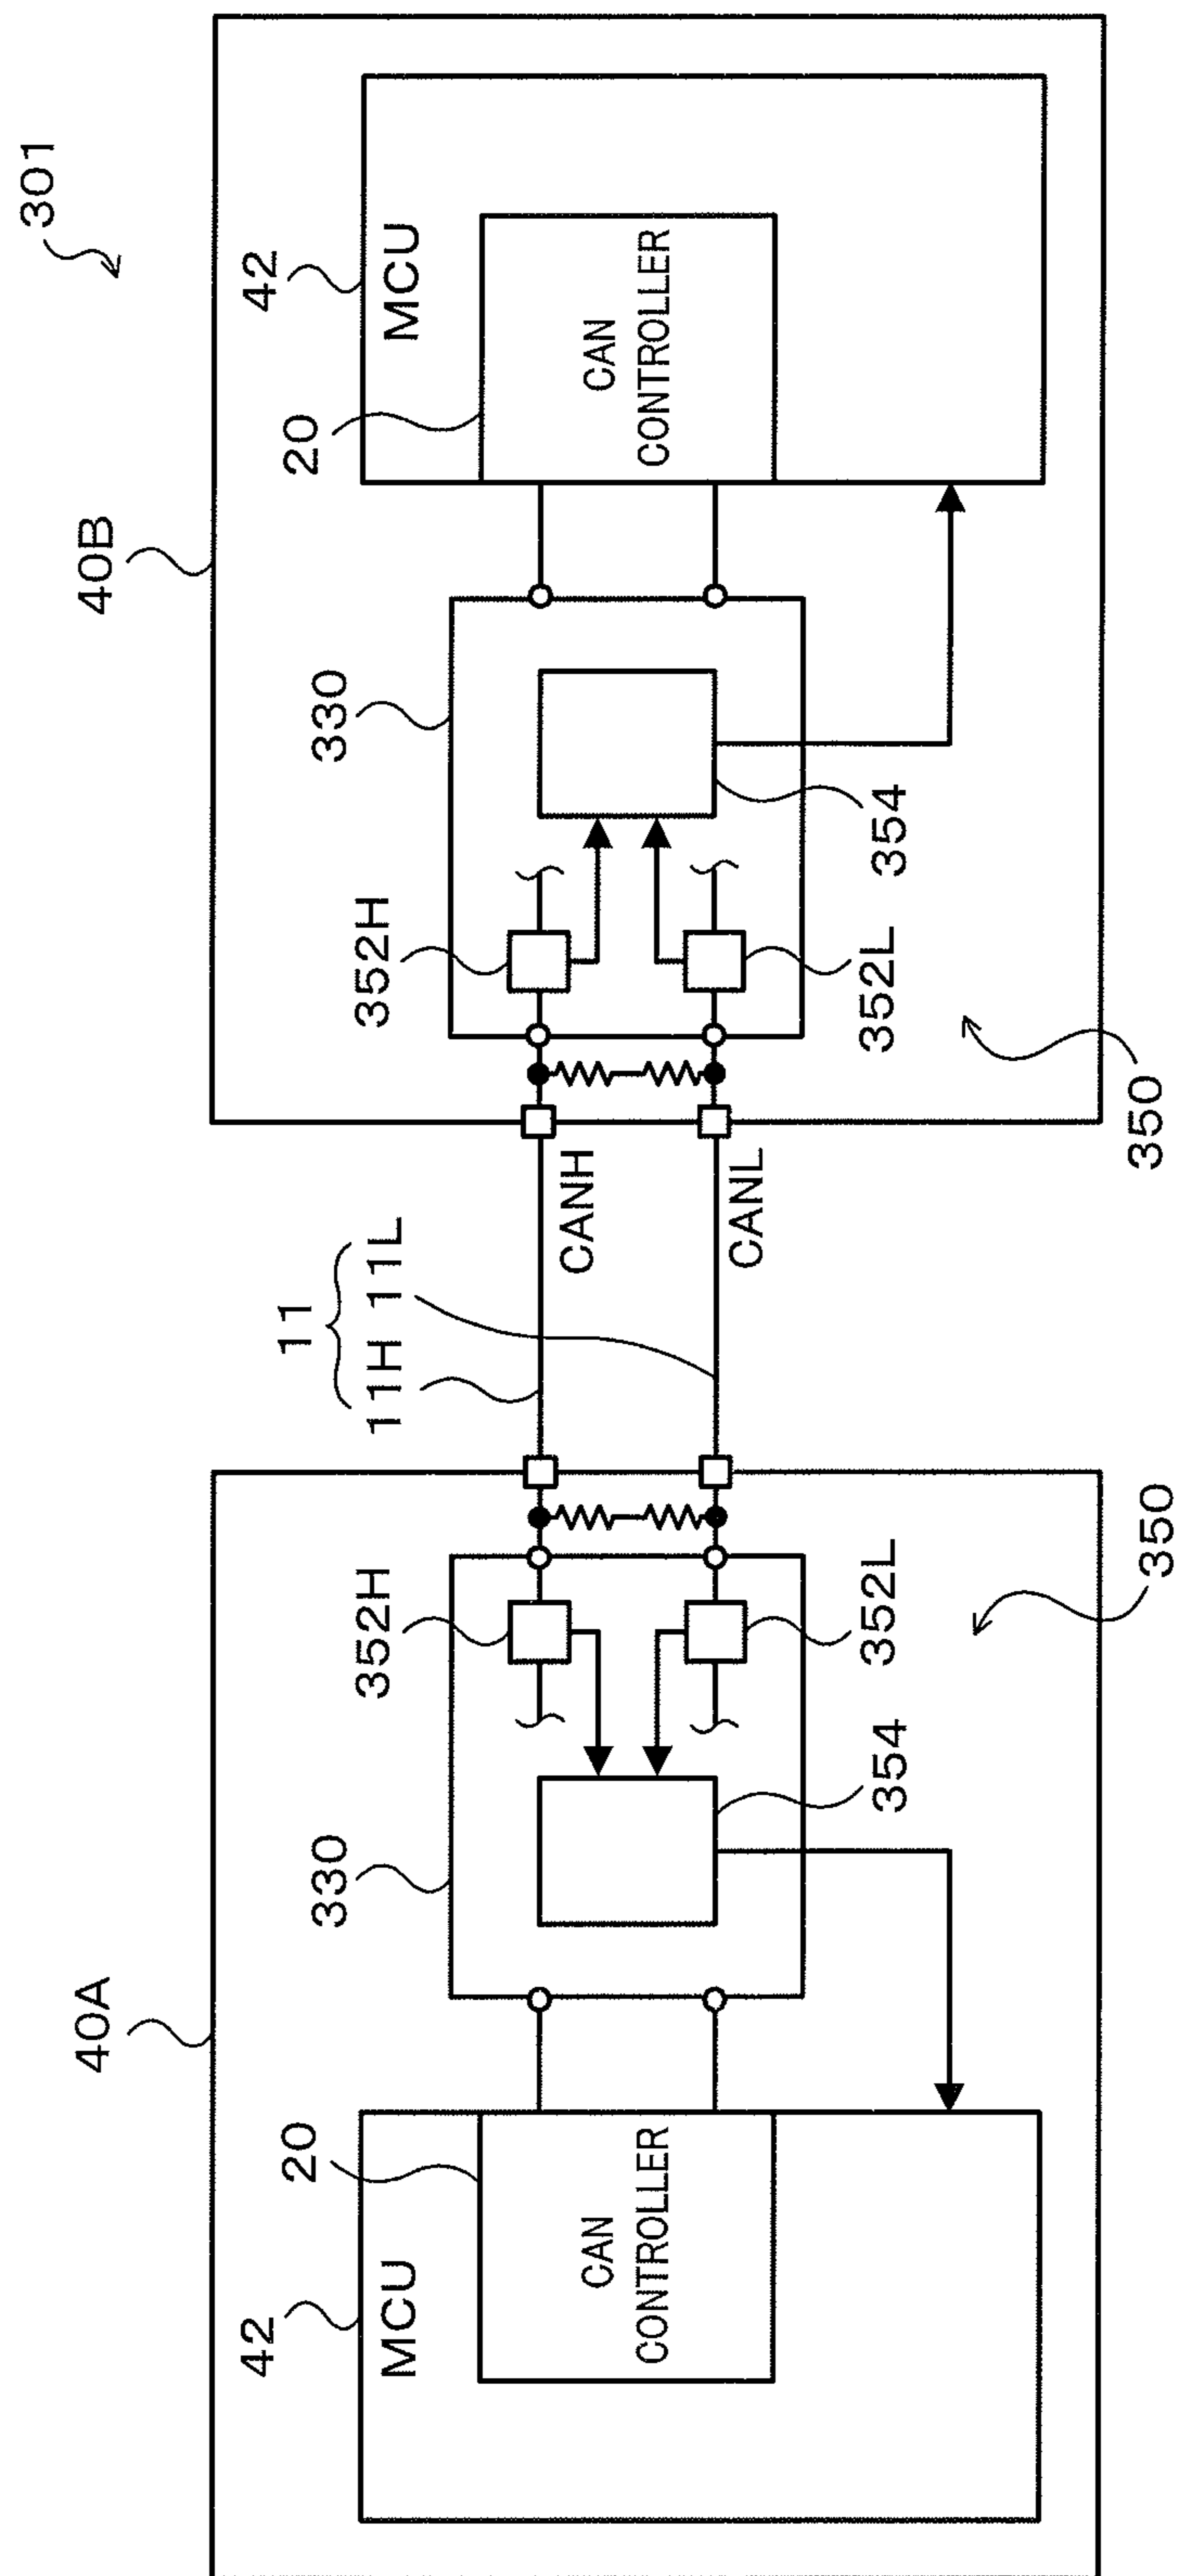 301
40A
40B
42
MCU
20
CAN
CONTROLLER
330
352H
352L
354
350
11
11H 11L
CANH
CANL
330
352H
352L
354
350
42
MCU
20
CAN
CONTROLLER